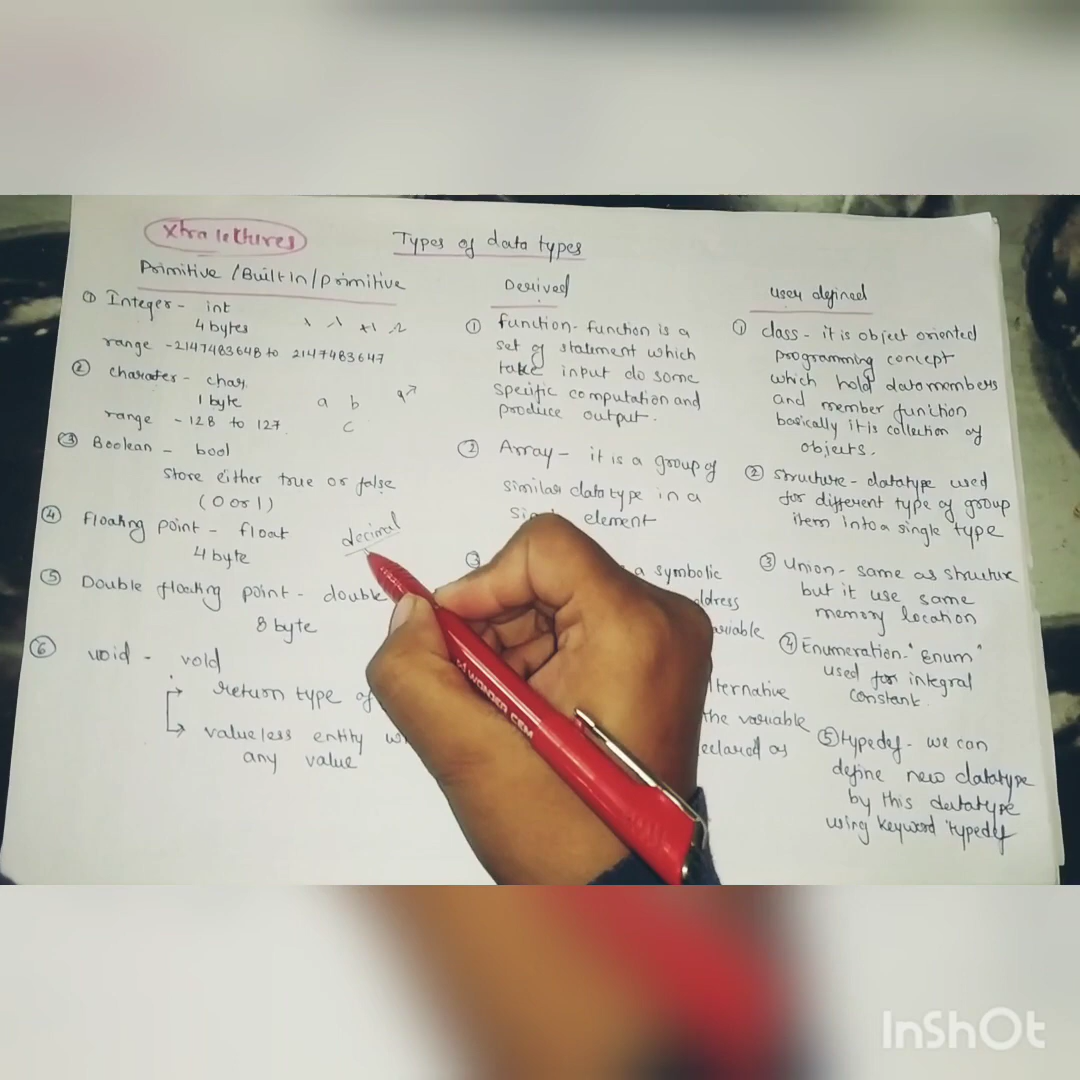 Xtra lectures
Types of data types
Primitive / Built In / primitive
① Integer - int
4 bytes
range -2147483648 to 2147483647
② character - char
1 byte
a b
c
range -128 to 127
③ Boolean - bool
store either true or false
(0 or 1)
④ Floating point - float
4 byte
decimal
⑤ Double floating point - double
8 byte
⑥ void - void
return type of
valueless entity
any value
Derived
① function - function is a
set of statement which
take input do some
specific computation and
produce output.
② Array - it is a group of
similar datatype in a
element
③
a symbolic
the variable
User defined
① class - it is object oriented
programming concept
which hold datamembers
and member function
basically it is collection of
objects.
② structure - datatype used
for different type of group
item into a single type
③ Union - same as structure
but it use same
memory location
④ Enumeration - "Enum"
used for integral
constant
⑤ typedef - we can
define new datatype
by this datatype
using keyword 'typedef'
WONDER GEM
InShOt